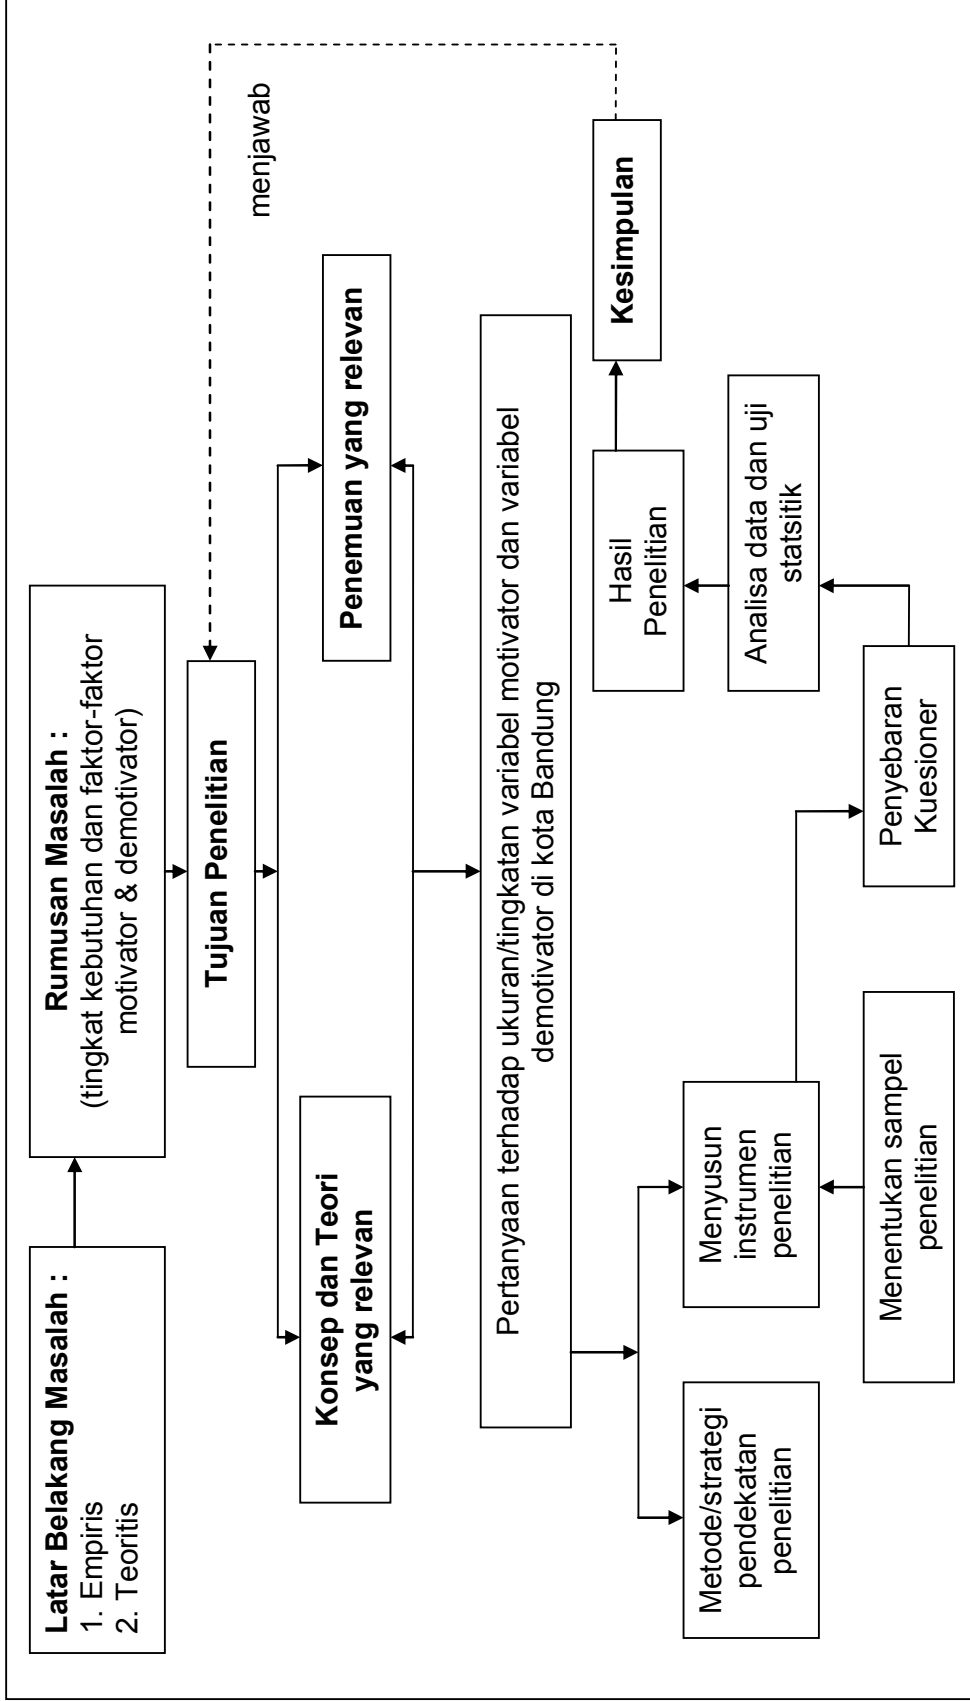 Latar Belakang Masalah :
1. Empiris
2. Teoritis
Rumusan Masalah :
(tingkat kebutuhan dan faktor-faktor
motivator & demotivator)
Tujuan Penelitian
menjawab
Konsep dan Teori
yang relevan
Penemuan yang relevan
Pertanyaan terhadap ukuran/tingkatan variabel motivator dan variabel
demotivator di kota Bandung
Metode/strategi
pendekatan
penelitian
Menyusun
instrumen
penelitian
Menentukan sampel
penelitian
Penyebaran
Kuesioner
Analisa data dan uji
statsitik
Hasil
Penelitian
Kesimpulan